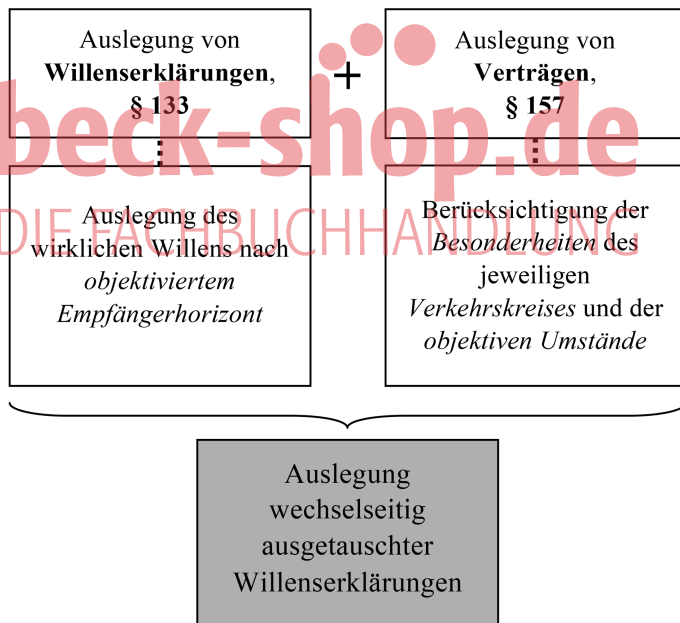 Auslegung von
Willenserklärungen,
§ 133
+
Auslegung von
Verträgen,
§ 157
beck-shop.de
DIE FACHBUCHHANDLUNG
Auslegung des
wirklichen Willens nach
objektiviertem
Empfängerhorizont
Berücksichtigung der
Besonderheiten des
jeweiligen
Verkehrskreises und der
objektiven Umstände
Auslegung
wechselseitig
ausgetauschter
Willenserklärungen